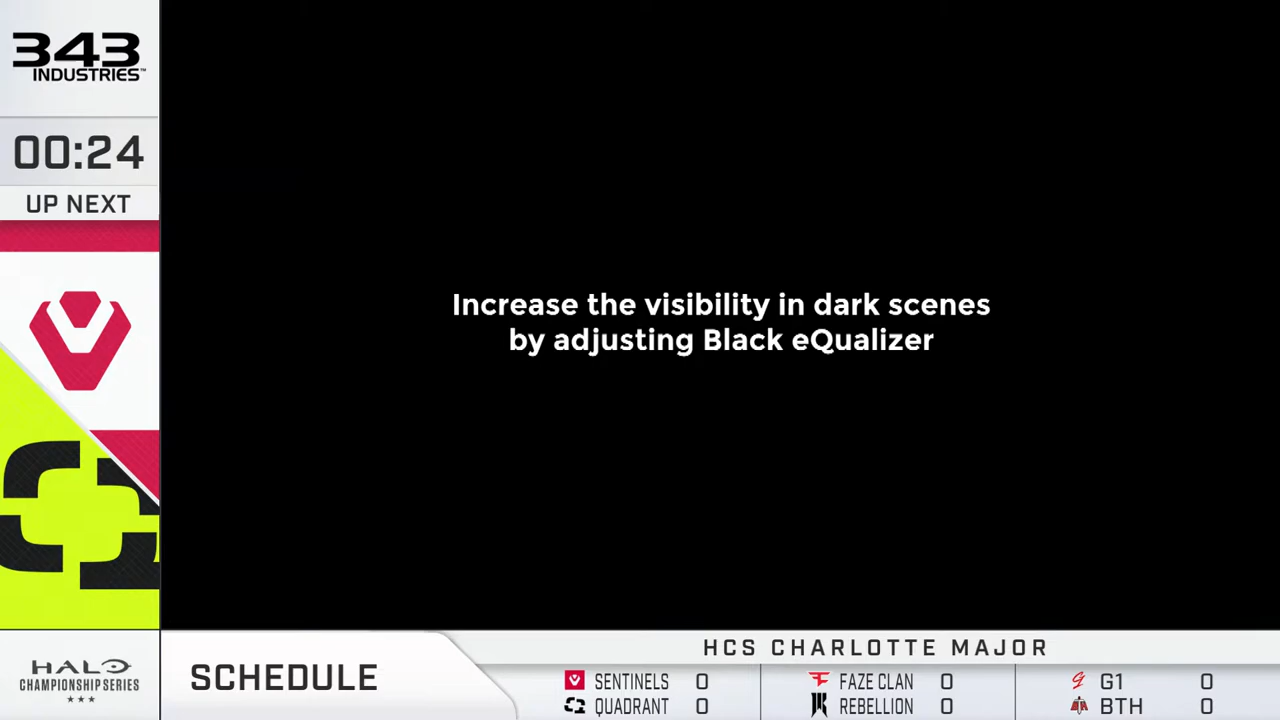 343
INDUSTRIES™
00:24
UP NEXT
Increase the visibility in dark scenes
by adjusting Black eQualizer
HALO
CHAMPIONSHIP SERIES
SCHEDULE
HCS CHARLOTTE MAJOR
SENTINELS 0
QUADRANT 0
FAZE CLAN 0
REBELLION 0
G1 0
BTH 0